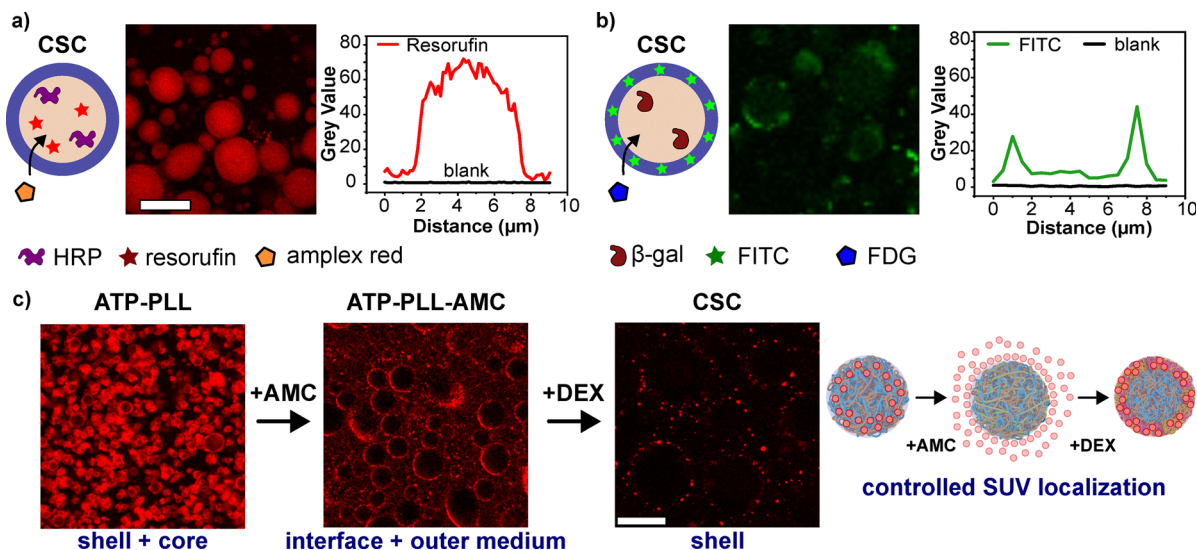 a)
CSC
80
60
40
20
0
Grey Value
Resorufin
blank
0 2 4 6 8 10
Distance (µm)
HRP resorufin amplex red
b)
CSC
80
60
40
20
0
Grey Value
FITC blank
0 2 4 6 8 10
Distance (µm)
β-gal FITC FDG
c)
ATP-PLL ATP-PLL-AMC CSC
+AMC +DEX
+AMC +DEX
controlled SUV localization
shell + core interface + outer medium shell